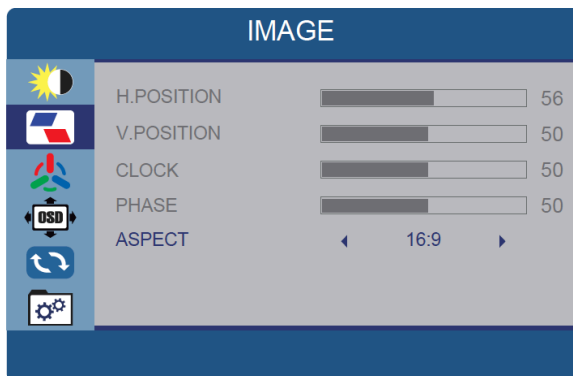 IMAGE
H.POSITION 56
V.POSITION 50
CLOCK 50
PHASE 50
ASPECT 16:9
OSD